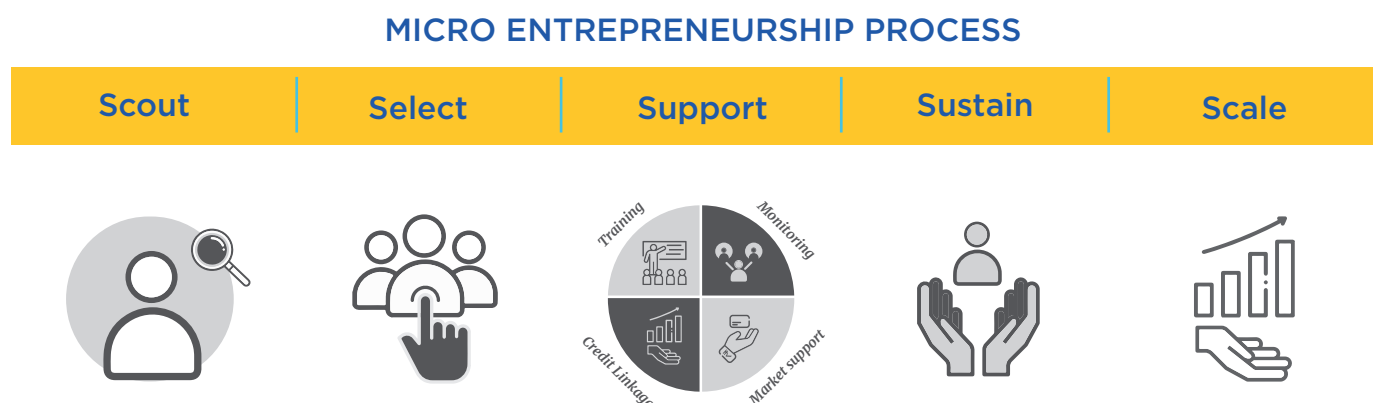 MICRO ENTREPRENEURSHIP PROCESS
Scout
Select
Support
Sustain
Scale
Training
Monitoring
Credit Linkage
Market support